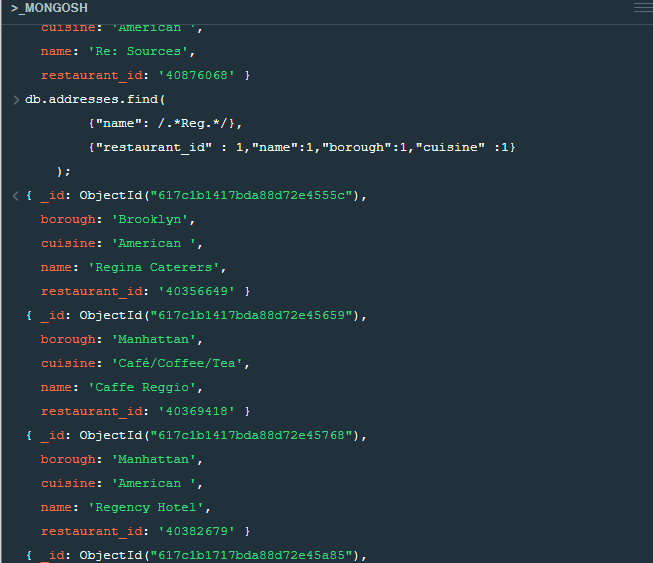 >_MONGOSH
cuisine: 'American ',
name: 'Re: Sources',
restaurant_id: '40876068' }
> db.addresses.find(
{"name": /.*Reg.*/},
{"restaurant_id" : 1,"name":1,"borough":1,"cuisine" :1}
);
< { _id: ObjectId("617c1b1417bda88d72e4555c"),
borough: 'Brooklyn',
cuisine: 'American ',
name: 'Regina Caterers',
restaurant_id: '40356649' }
{ _id: ObjectId("617c1b1417bda88d72e45659"),
borough: 'Manhattan',
cuisine: 'Café/Coffee/Tea',
name: 'Caffe Reggio',
restaurant_id: '40369418' }
{ _id: ObjectId("617c1b1417bda88d72e45768"),
borough: 'Manhattan',
cuisine: 'American ',
name: 'Regency Hotel',
restaurant_id: '40382679' }
{ _id: ObjectId("617c1b1717bda88d72e45a85"),